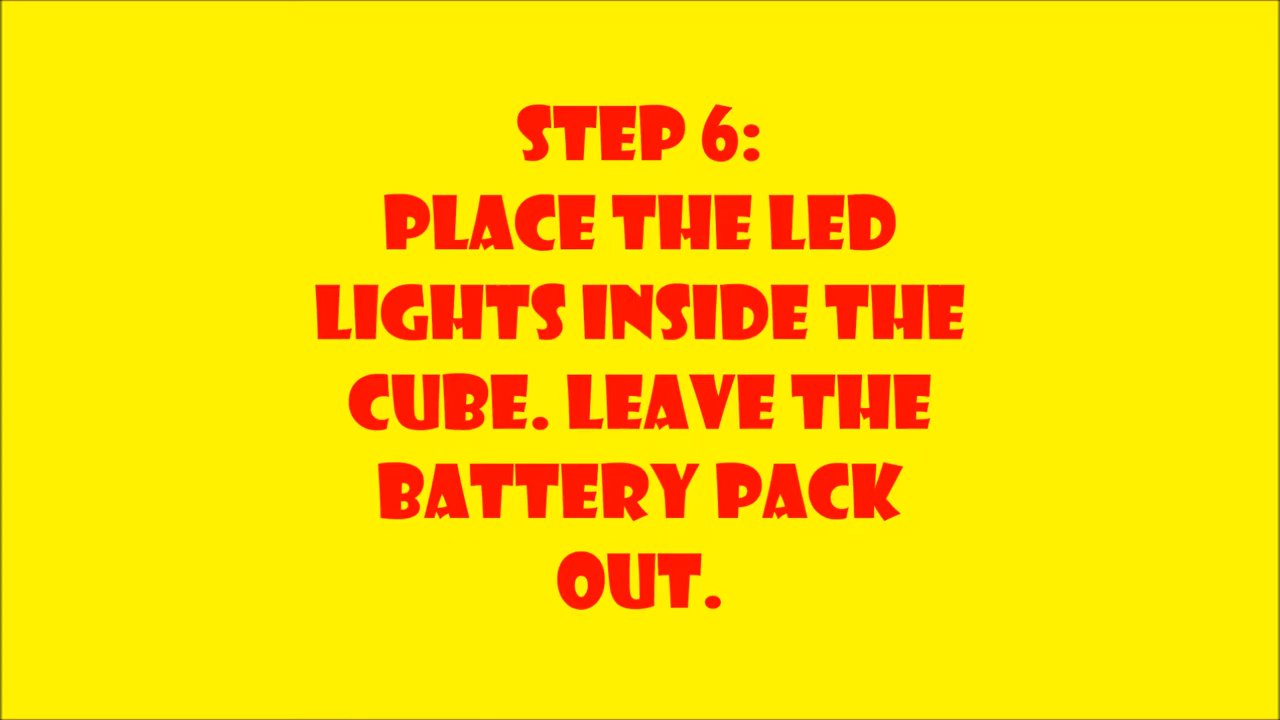 STEP 6:
PLACE THE LED
LIGHTS INSIDE THE
CUBE. LEAVE THE
BATTERY PACK
OUT.